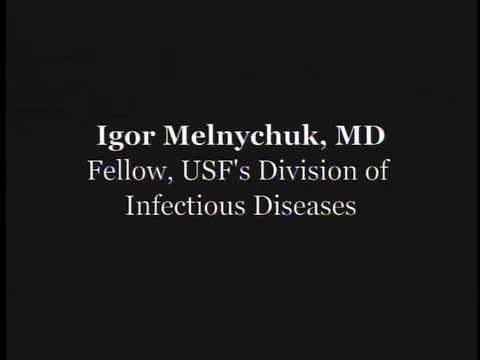 Igor Melnychuk, MD
Fellow, USF's Division of
Infectious Diseases